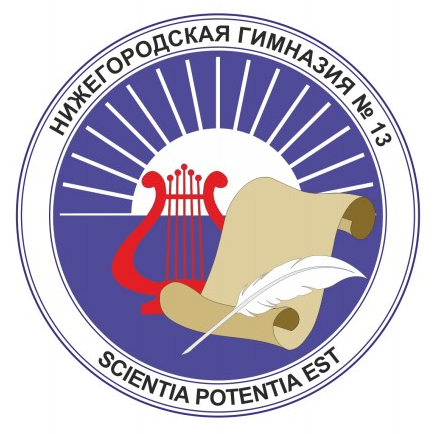 НИЖЕГОРОДСКАЯ ГИМНАЗИЯ № 13
SCIENTIA POTENTIA EST